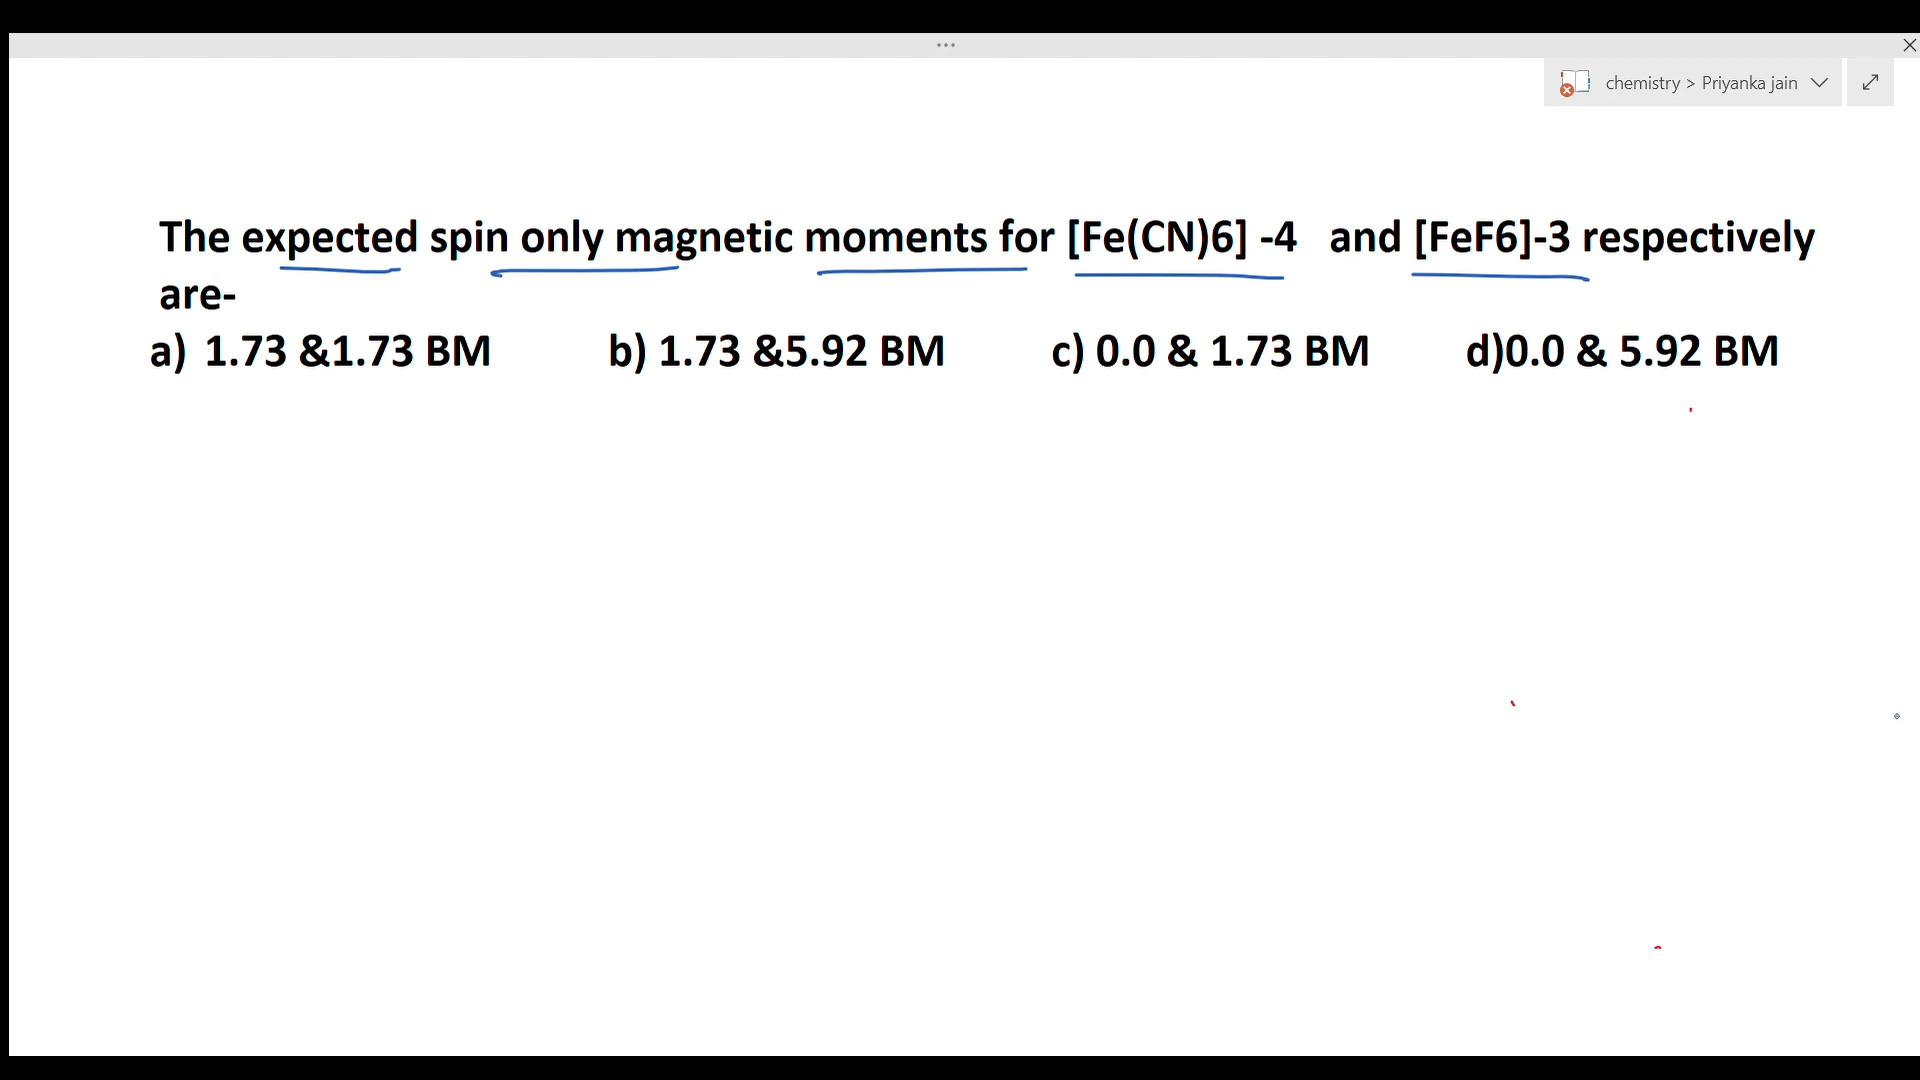 chemistry > Priyanka jain
The expected spin only magnetic moments for [Fe(CN)6] -4 and [FeF6]-3 respectively
are-
a) 1.73 &1.73 BM b) 1.73 &5.92 BM c) 0.0 & 1.73 BM d)0.0 & 5.92 BM